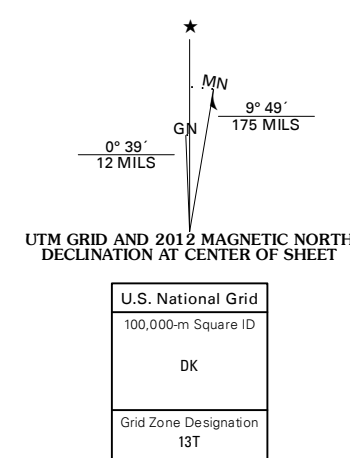 ★
MN
GN
9° 49´
175 MILS
0° 39´
12 MILS
UTM GRID AND 2012 MAGNETIC NORTH
DECLINATION AT CENTER OF SHEET
U.S. National Grid
100,000-m Square ID
DK
Grid Zone Designation
13T